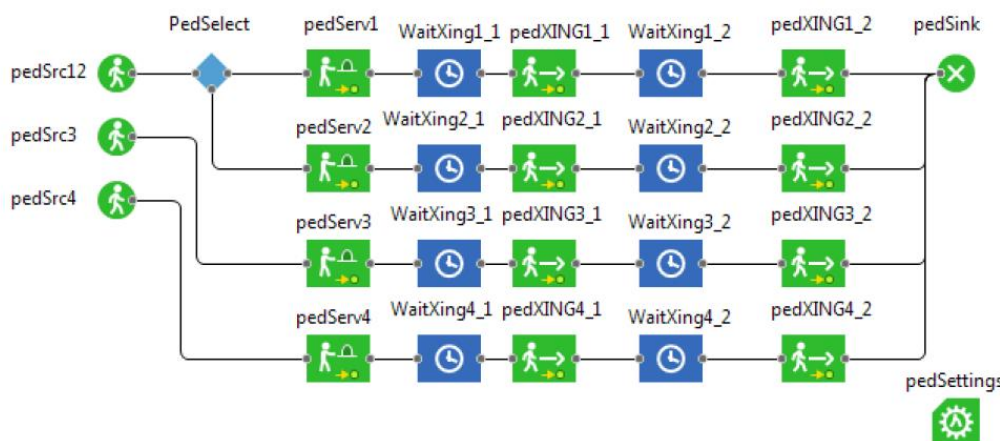 PedSelect
pedServ1
WaitXing1_1
pedXING1_1
WaitXing1_2
pedXING1_2
pedSink
pedSrc12
pedSrc3
pedServ2
WaitXing2_1
pedXING2_1
WaitXing2_2
pedXING2_2
pedSrc4
pedServ3
WaitXing3_1
pedXING3_1
WaitXing3_2
pedXING3_2
pedServ4
WaitXing4_1
pedXING4_1
WaitXing4_2
pedXING4_2
pedSettings